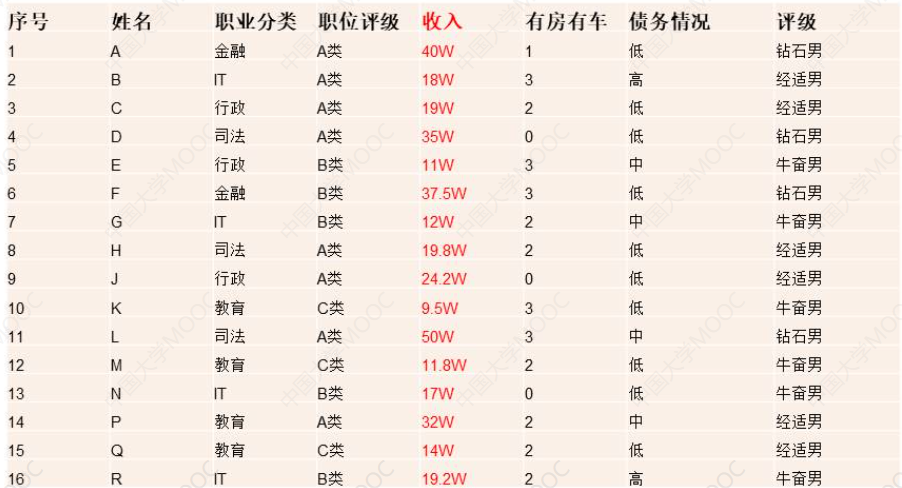 序号 姓名 职业分类 职位评级 收入 有房有车 债务情况 评级
1 A 金融 A类 40W 1 低 钻石男
2 B IT A类 18W 3 高 经适男
3 C 行政 A类 19W 2 低 经适男
4 D 司法 A类 35W 0 低 钻石男
5 E 行政 B类 11W 3 中 牛奋男
6 F 金融 B类 37.5W 3 低 钻石男
7 G IT B类 12W 2 中 牛奋男
8 H 司法 A类 19.8W 2 低 经适男
9 J 行政 A类 24.2W 0 低 经适男
10 K 教育 C类 9.5W 3 低 牛奋男
11 L 司法 A类 50W 3 中 钻石男
12 M 教育 C类 11.8W 2 低 牛奋男
13 N IT B类 17W 0 低 牛奋男
14 P 教育 A类 32W 2 中 经适男
15 Q 教育 C类 14W 2 低 经适男
16 R IT B类 19.2W 2 高 牛奋男
中国大学MOOC